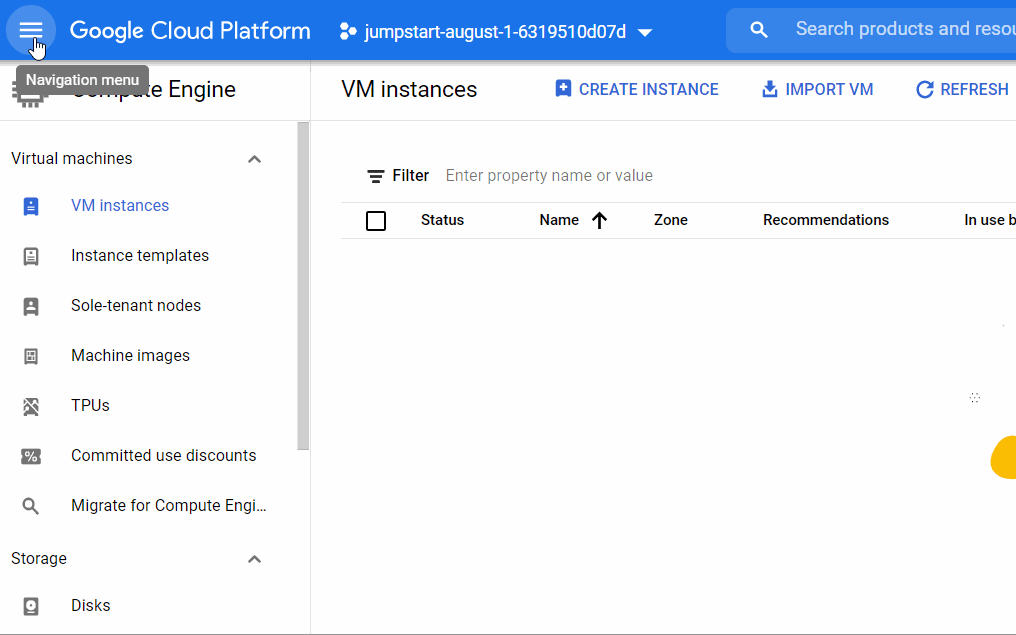 Google Cloud Platform
jumpstart-august-1-6319510d07d
Search products and resou
Navigation menu
Compute Engine
VM instances
CREATE INSTANCE
IMPORT VM
REFRESH
Virtual machines
VM instances
Instance templates
Sole-tenant nodes
Machine images
TPUs
Committed use discounts
Migrate for Compute Engi...
Storage
Disks
Filter
Enter property name or value
Status
Name
Zone
Recommendations
In use b